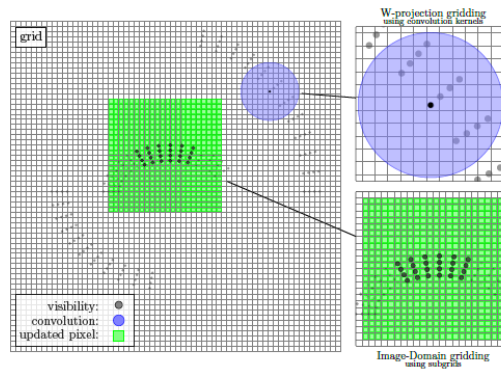 grid
visibility:
convolution:
updated pixel:
W-projection gridding
using convolution kernels
Image-Domain gridding
using subgrids